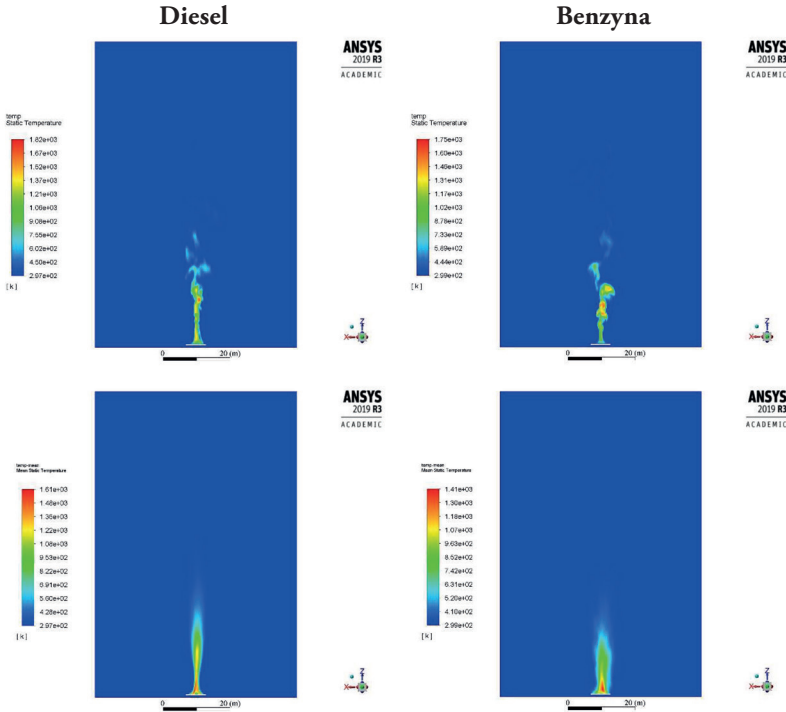 Diesel
Benzyna
ANSYS
2019 R3
ACADEMIC
temp
Static Temperature
1.82e+03
1.67e+03
1.52e+03
1.37e+03
1.21e+03
1.06e+03
9.08e+02
7.55e+02
6.02e+02
4.50e+02
2.97e+02
[k]
0
20 (m)
Z
X
ANSYS
2019 R3
ACADEMIC
temp
Static Temperature
1.75e+03
1.60e+03
1.46e+03
1.31e+03
1.17e+03
1.02e+03
8.78e+02
7.33e+02
5.89e+02
4.44e+02
2.99e+02
[k]
0
20 (m)
Z
X
ANSYS
2019 R3
ACADEMIC
temp-mean
Mean Static Temperature
1.61e+03
1.48e+03
1.35e+03
1.22e+03
1.08e+03
9.53e+02
8.22e+02
6.91e+02
5.60e+02
4.28e+02
2.97e+02
[k]
0
20 (m)
Z
X
ANSYS
2019 R3
ACADEMIC
temp-mean
Mean Static Temperature
1.41e+03
1.30e+03
1.18e+03
1.07e+03
9.63e+02
8.52e+02
7.42e+02
6.31e+02
5.20e+02
4.10e+02
2.99e+02
[k]
0
20 (m)
Z
X